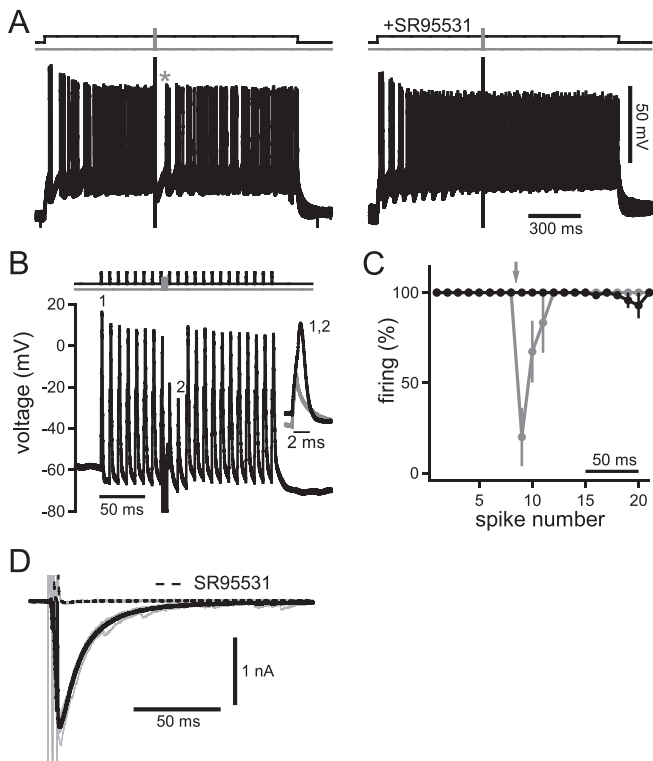 A
+SR95531
*
50 mV
300 ms
B
1
20
0
-20
-40
-60
-80
voltage (mV)
2
1,2
2 ms
50 ms
C
100
50
0
firing (%)
50 ms
5 10 15 20
spike number
D
SR95531
1 nA
50 ms